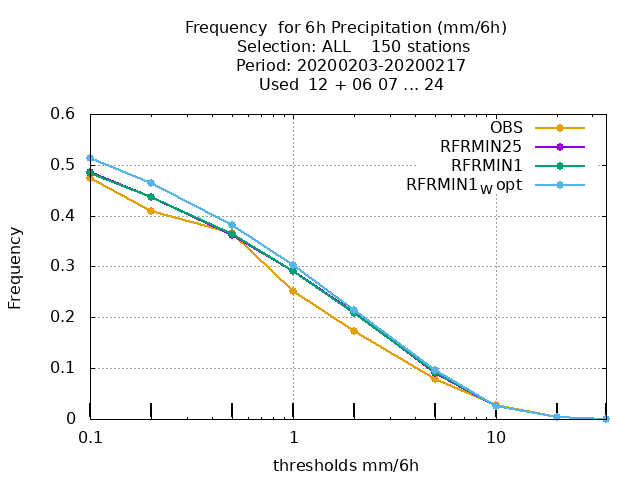 Frequency  for 6h Precipitation (mm/6h)
Selection: ALL    150 stations
Period: 20200203-20200217
Used  12 + 06 07 ... 24
OBS
RFRMIN25
RFRMIN1
RFRMIN1w opt
0.6
0.5
0.4
0.3
0.2
0.1
0
Frequency
0.1 1 10
thresholds mm/6h